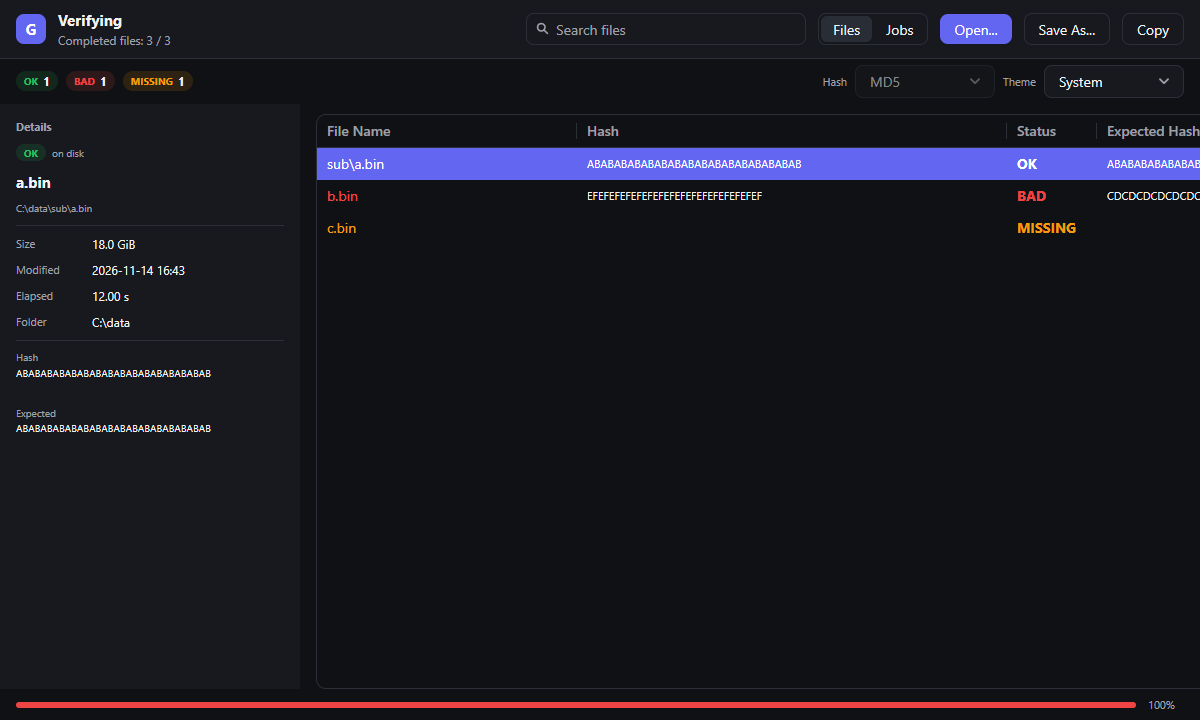 G
Verifying
Completed files: 3 / 3
Search files
Files Jobs
Open...
Save As...
Copy
OK 1 BAD 1 MISSING 1
Hash MD5 Theme System
Details
OK on disk
a.bin
C:\data\sub\a.bin
Size 18.0 GiB
Modified 2026-11-14 16:43
Elapsed 12.00 s
Folder C:\data
Hash
ABABABABABABABABABABABABABABABAB
Expected
ABABABABABABABABABABABABABABABAB
File Name Hash Status Expected Hash
sub\a.bin ABABABABABABABABABABABABABABABAB OK ABABABABABABAB
b.bin EFEFEFEFEFEFEFEFEFEFEFEFEFEFEFEF BAD CDCDCDCDCDCDC
c.bin MISSING
100%